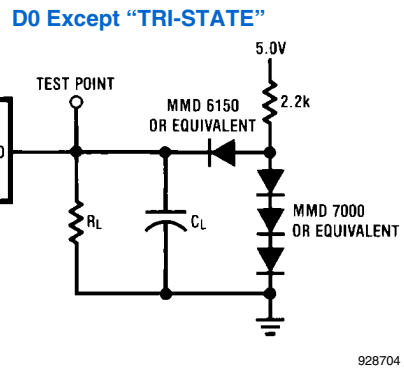 D0 Except “TRI-STATE”
5.0V
TEST POINT
2.2k
MMD 6150
OR EQUIVALENT
MMD 7000
OR EQUIVALENT
RL
CL
928704